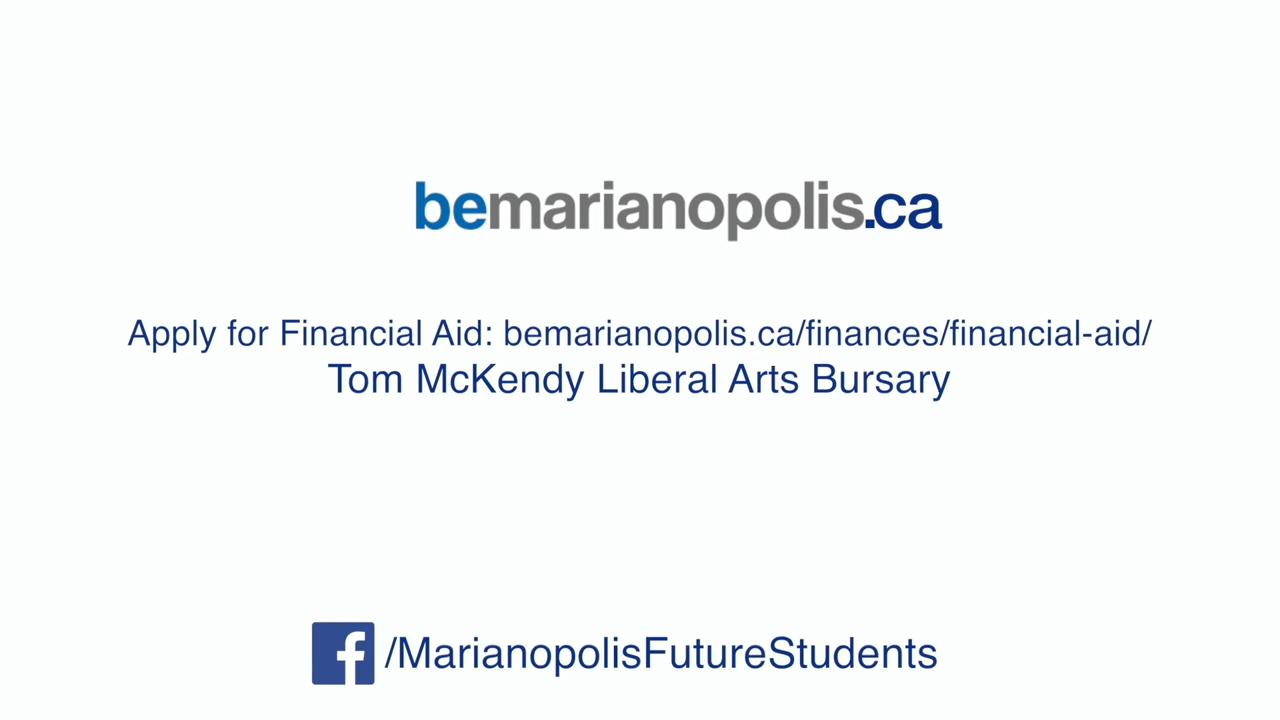 bemarianopolis.ca
Apply for Financial Aid: bemarianopolis.ca/finances/financial-aid/
Tom McKendy Liberal Arts Bursary
/MarianopolisFutureStudents